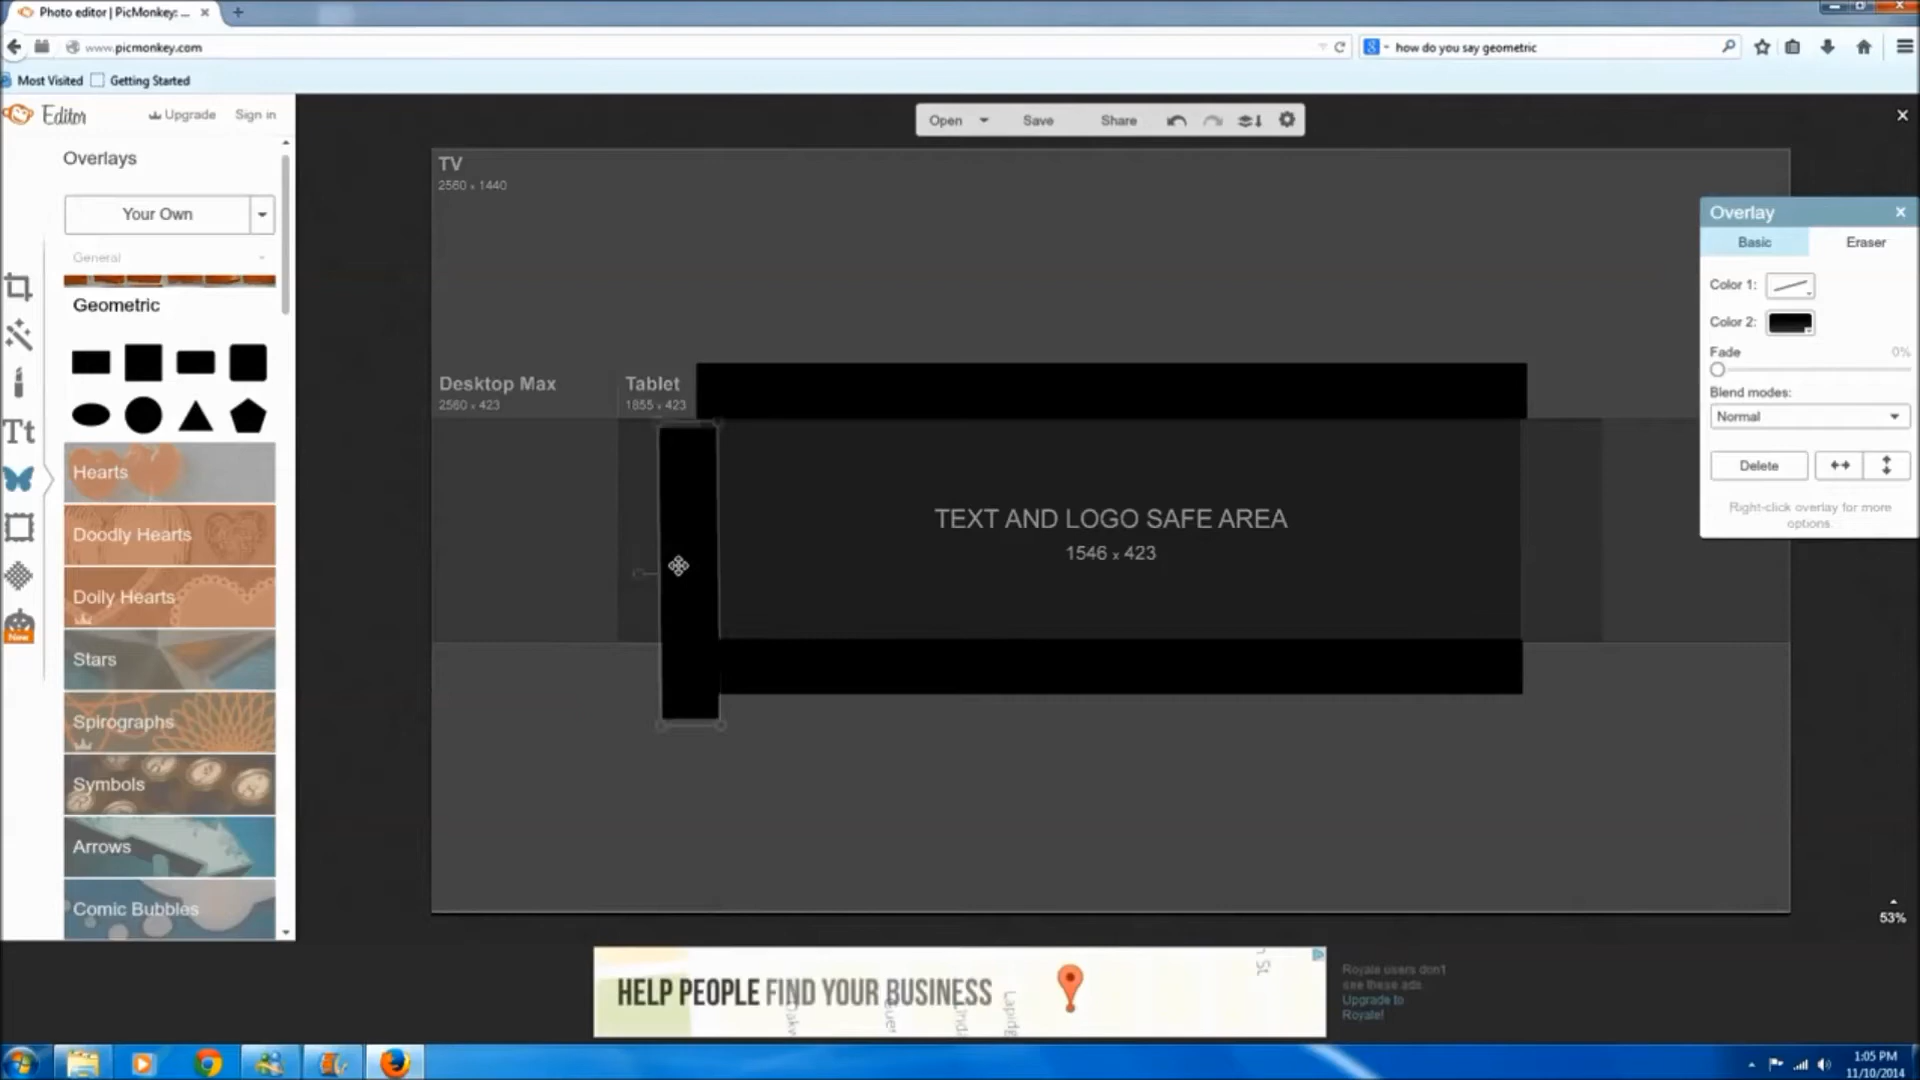 Photo editor | PicMonkey: ...
www.picmonkey.com
how do you say geometric
Most Visited
Getting Started
Editor
Upgrade
Sign in
Open
Save
Share
Overlays
Your Own
General
Geometric
Hearts
Doodly Hearts
Doily Hearts
Stars
Spirographs
Symbols
Arrows
Comic Bubbles
Tt
New
TV
2560 x 1440
Desktop Max
2560 x 423
Tablet
1855 x 423
TEXT AND LOGO SAFE AREA
1546 x 423
Overlay
Basic
Eraser
Color 1:
Color 2:
Fade
0%
Blend modes:
Normal
Delete
Right-click overlay for more
options.
53%
HELP PEOPLE FIND YOUR BUSINESS
Royale users don't
see these ads.
Upgrade to
Royale!
1:05 PM
11/10/2014